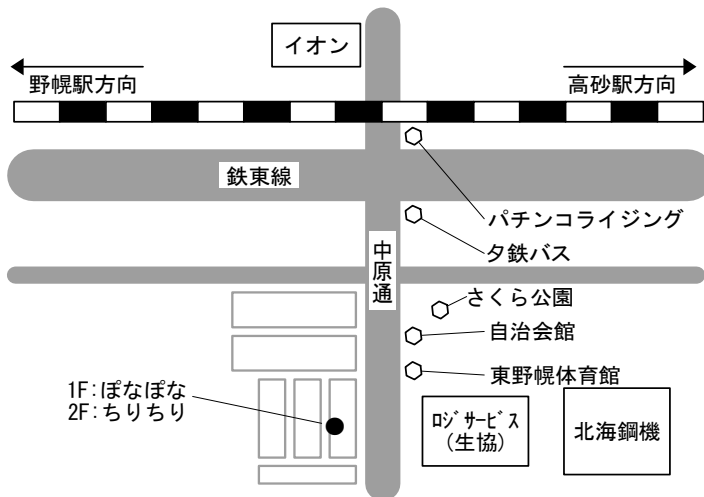 イオン
野幌駅方向
高砂駅方向
鉄東線
パチンコライジング
中原通
夕鉄バス
さくら公園
自治会館
東野幌体育館
1F:ぽなぽな
2F:ちりちり
ﾛｼﾞｻｰﾋﾞｽ
(生協)
北海鋼機